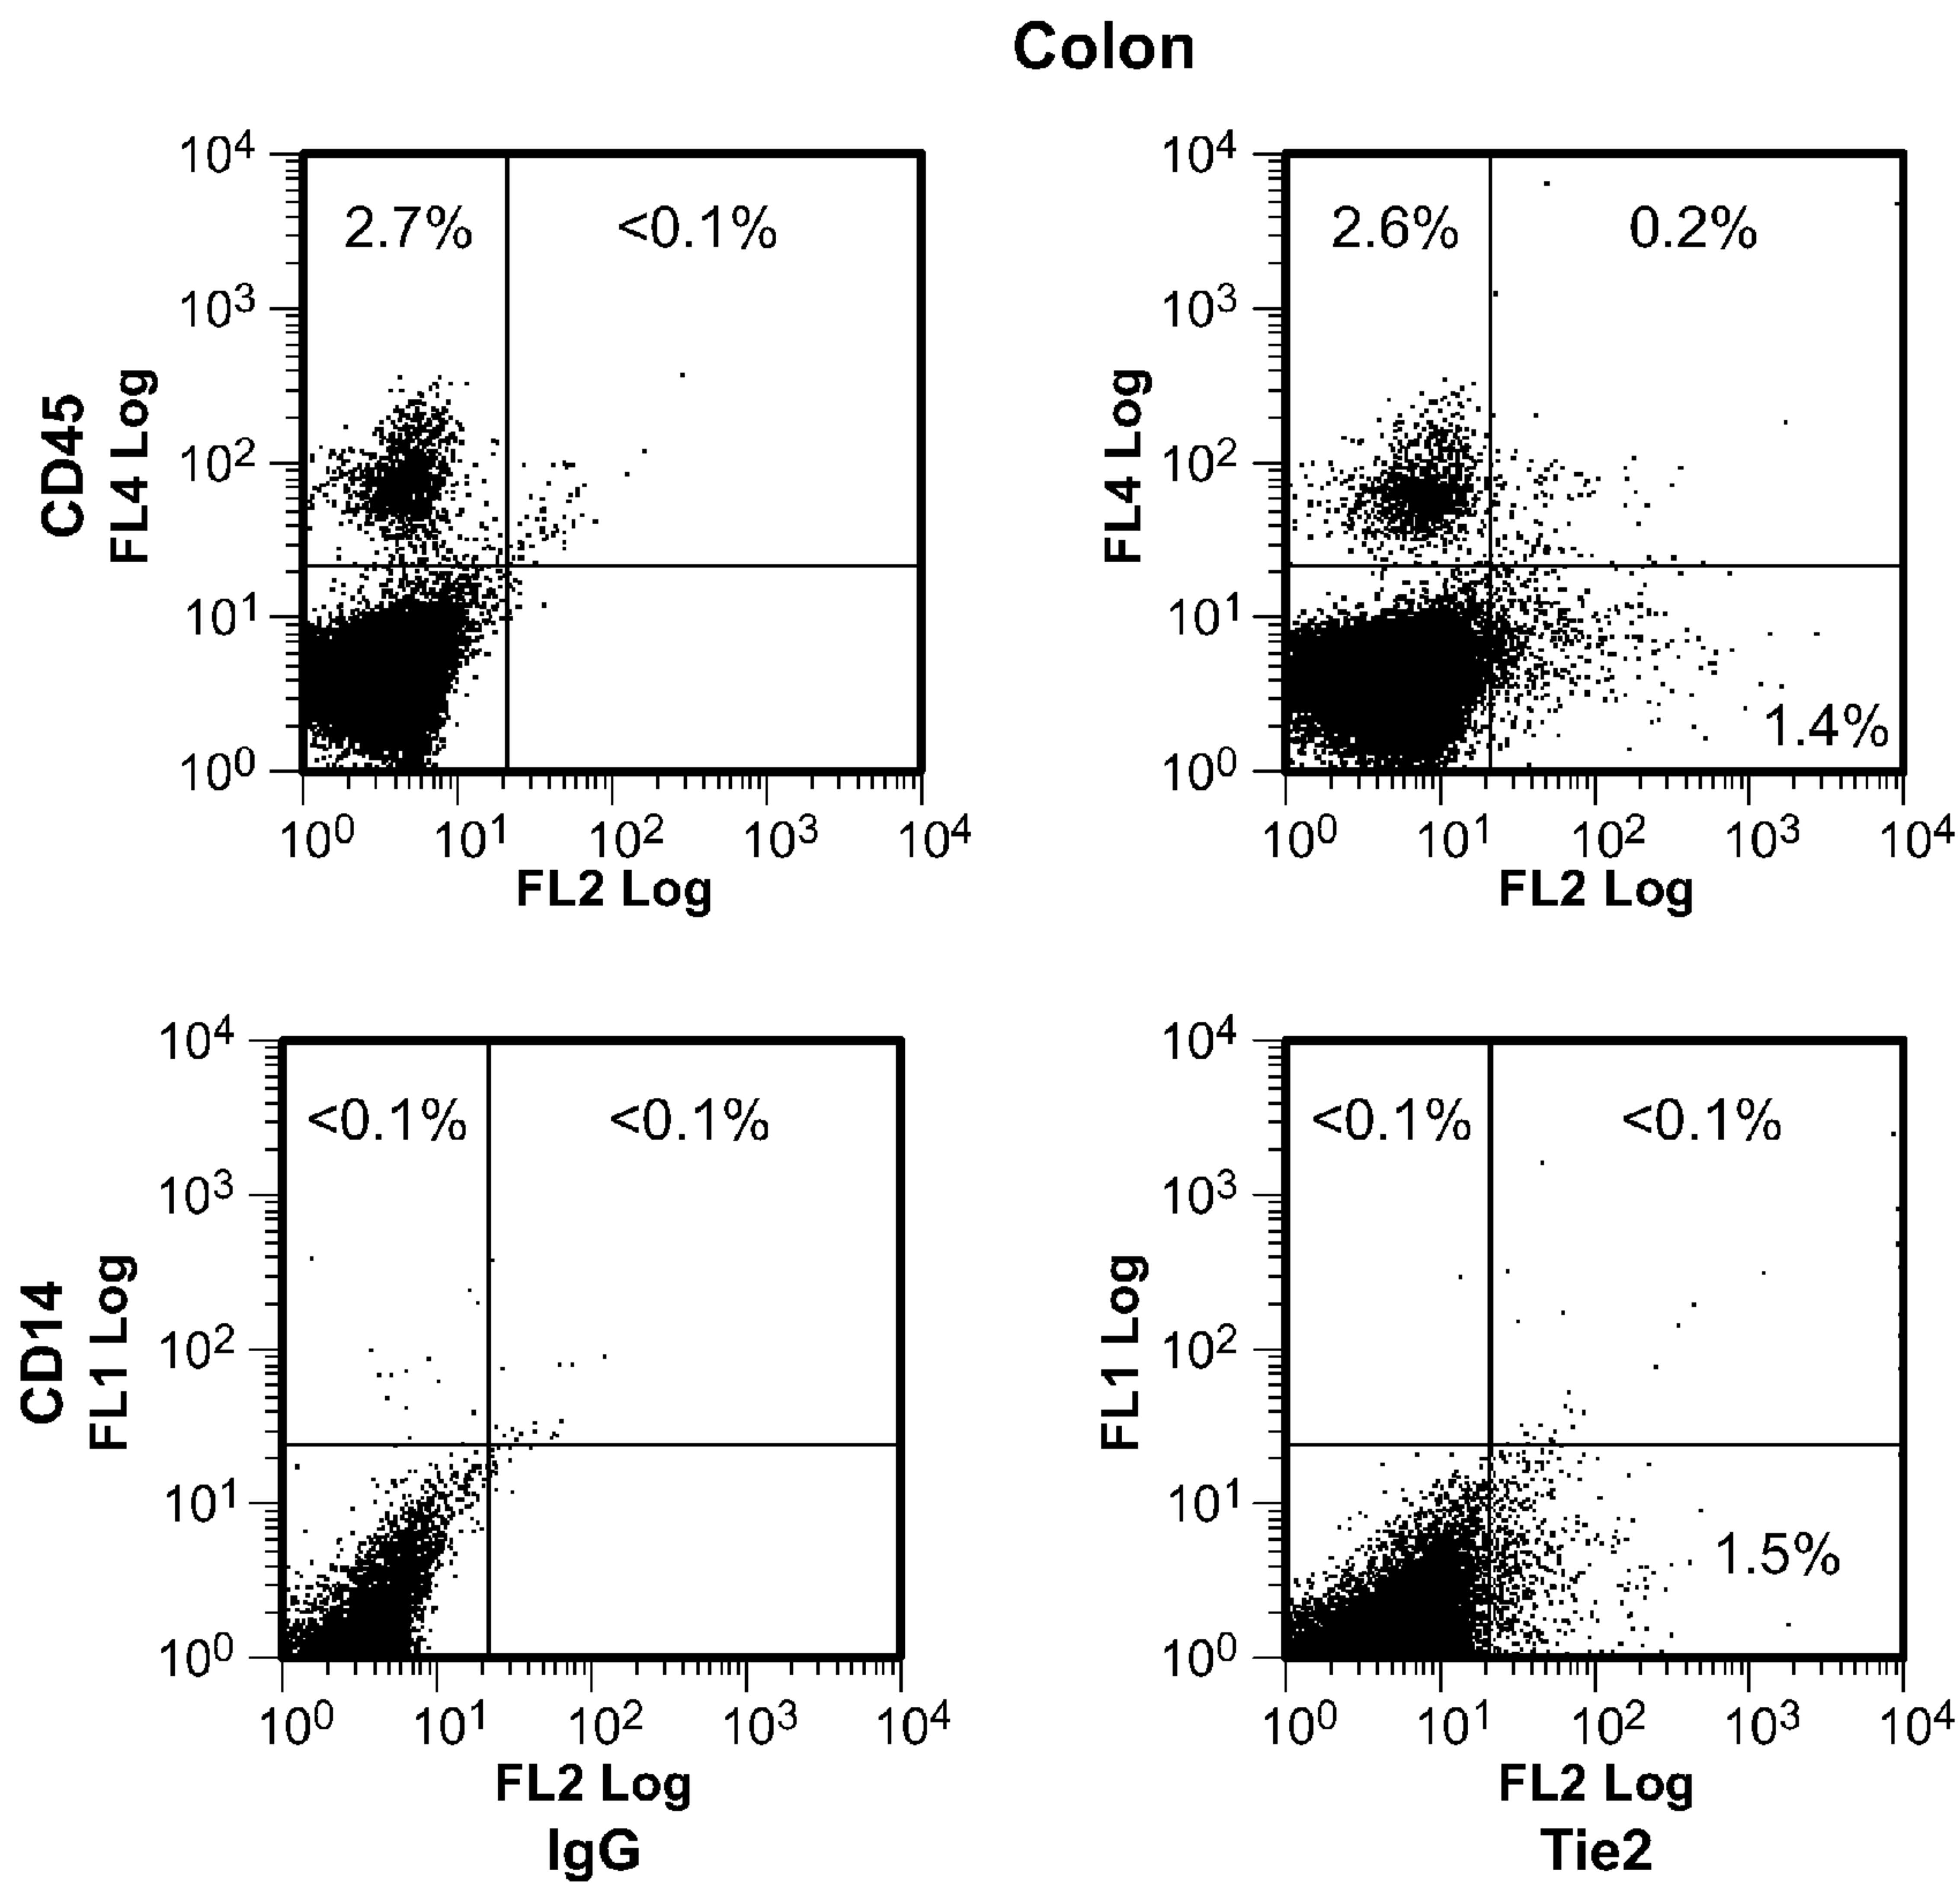 Colon
10⁴
10³
10²
10¹
10⁰
CD45
FL4 Log
2.7%
<0.1%
10⁰ 10¹ 10² 10³ 10⁴
FL2 Log
10⁴
10³
10²
10¹
10⁰
FL4 Log
2.6%
0.2%
1.4%
10⁰ 10¹ 10² 10³ 10⁴
FL2 Log
10⁴
10³
10²
10¹
10⁰
CD14
FL1 Log
<0.1%
<0.1%
10⁰ 10¹ 10² 10³ 10⁴
FL2 Log
IgG
10⁴
10³
10²
10¹
10⁰
FL1 Log
<0.1%
<0.1%
1.5%
10⁰ 10¹ 10² 10³ 10⁴
FL2 Log
Tie2